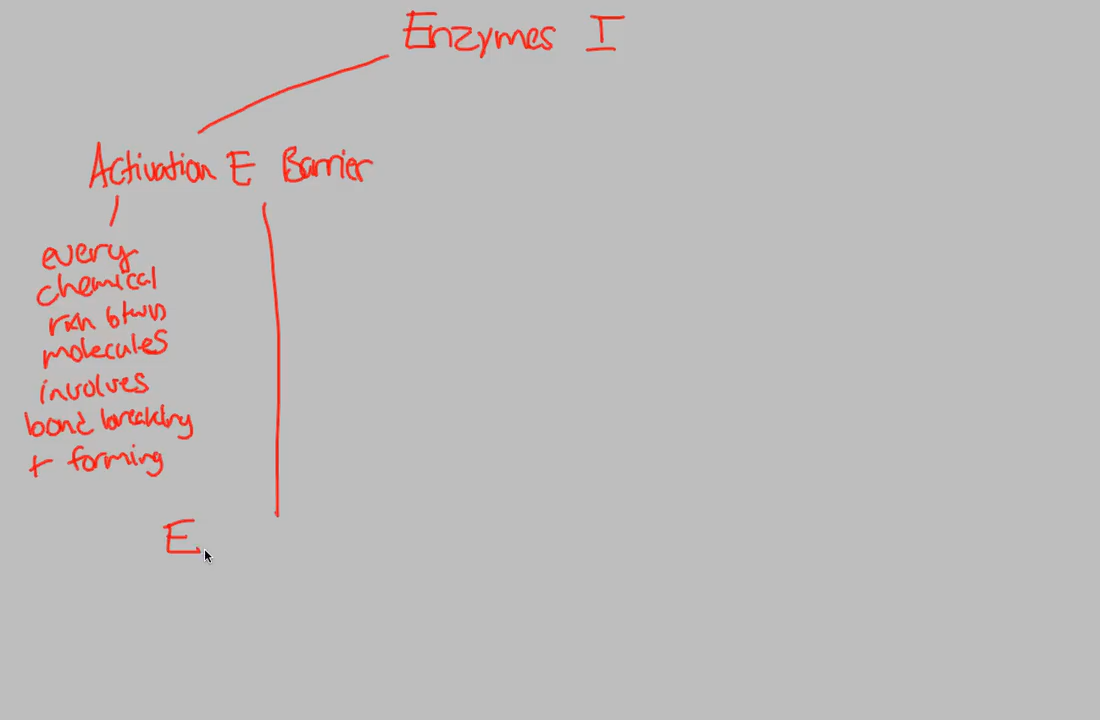 Enzymes I
Activation E Barrier
every
chemical
rxn btwn
molecules
involves
bond breaking
+ forming
E